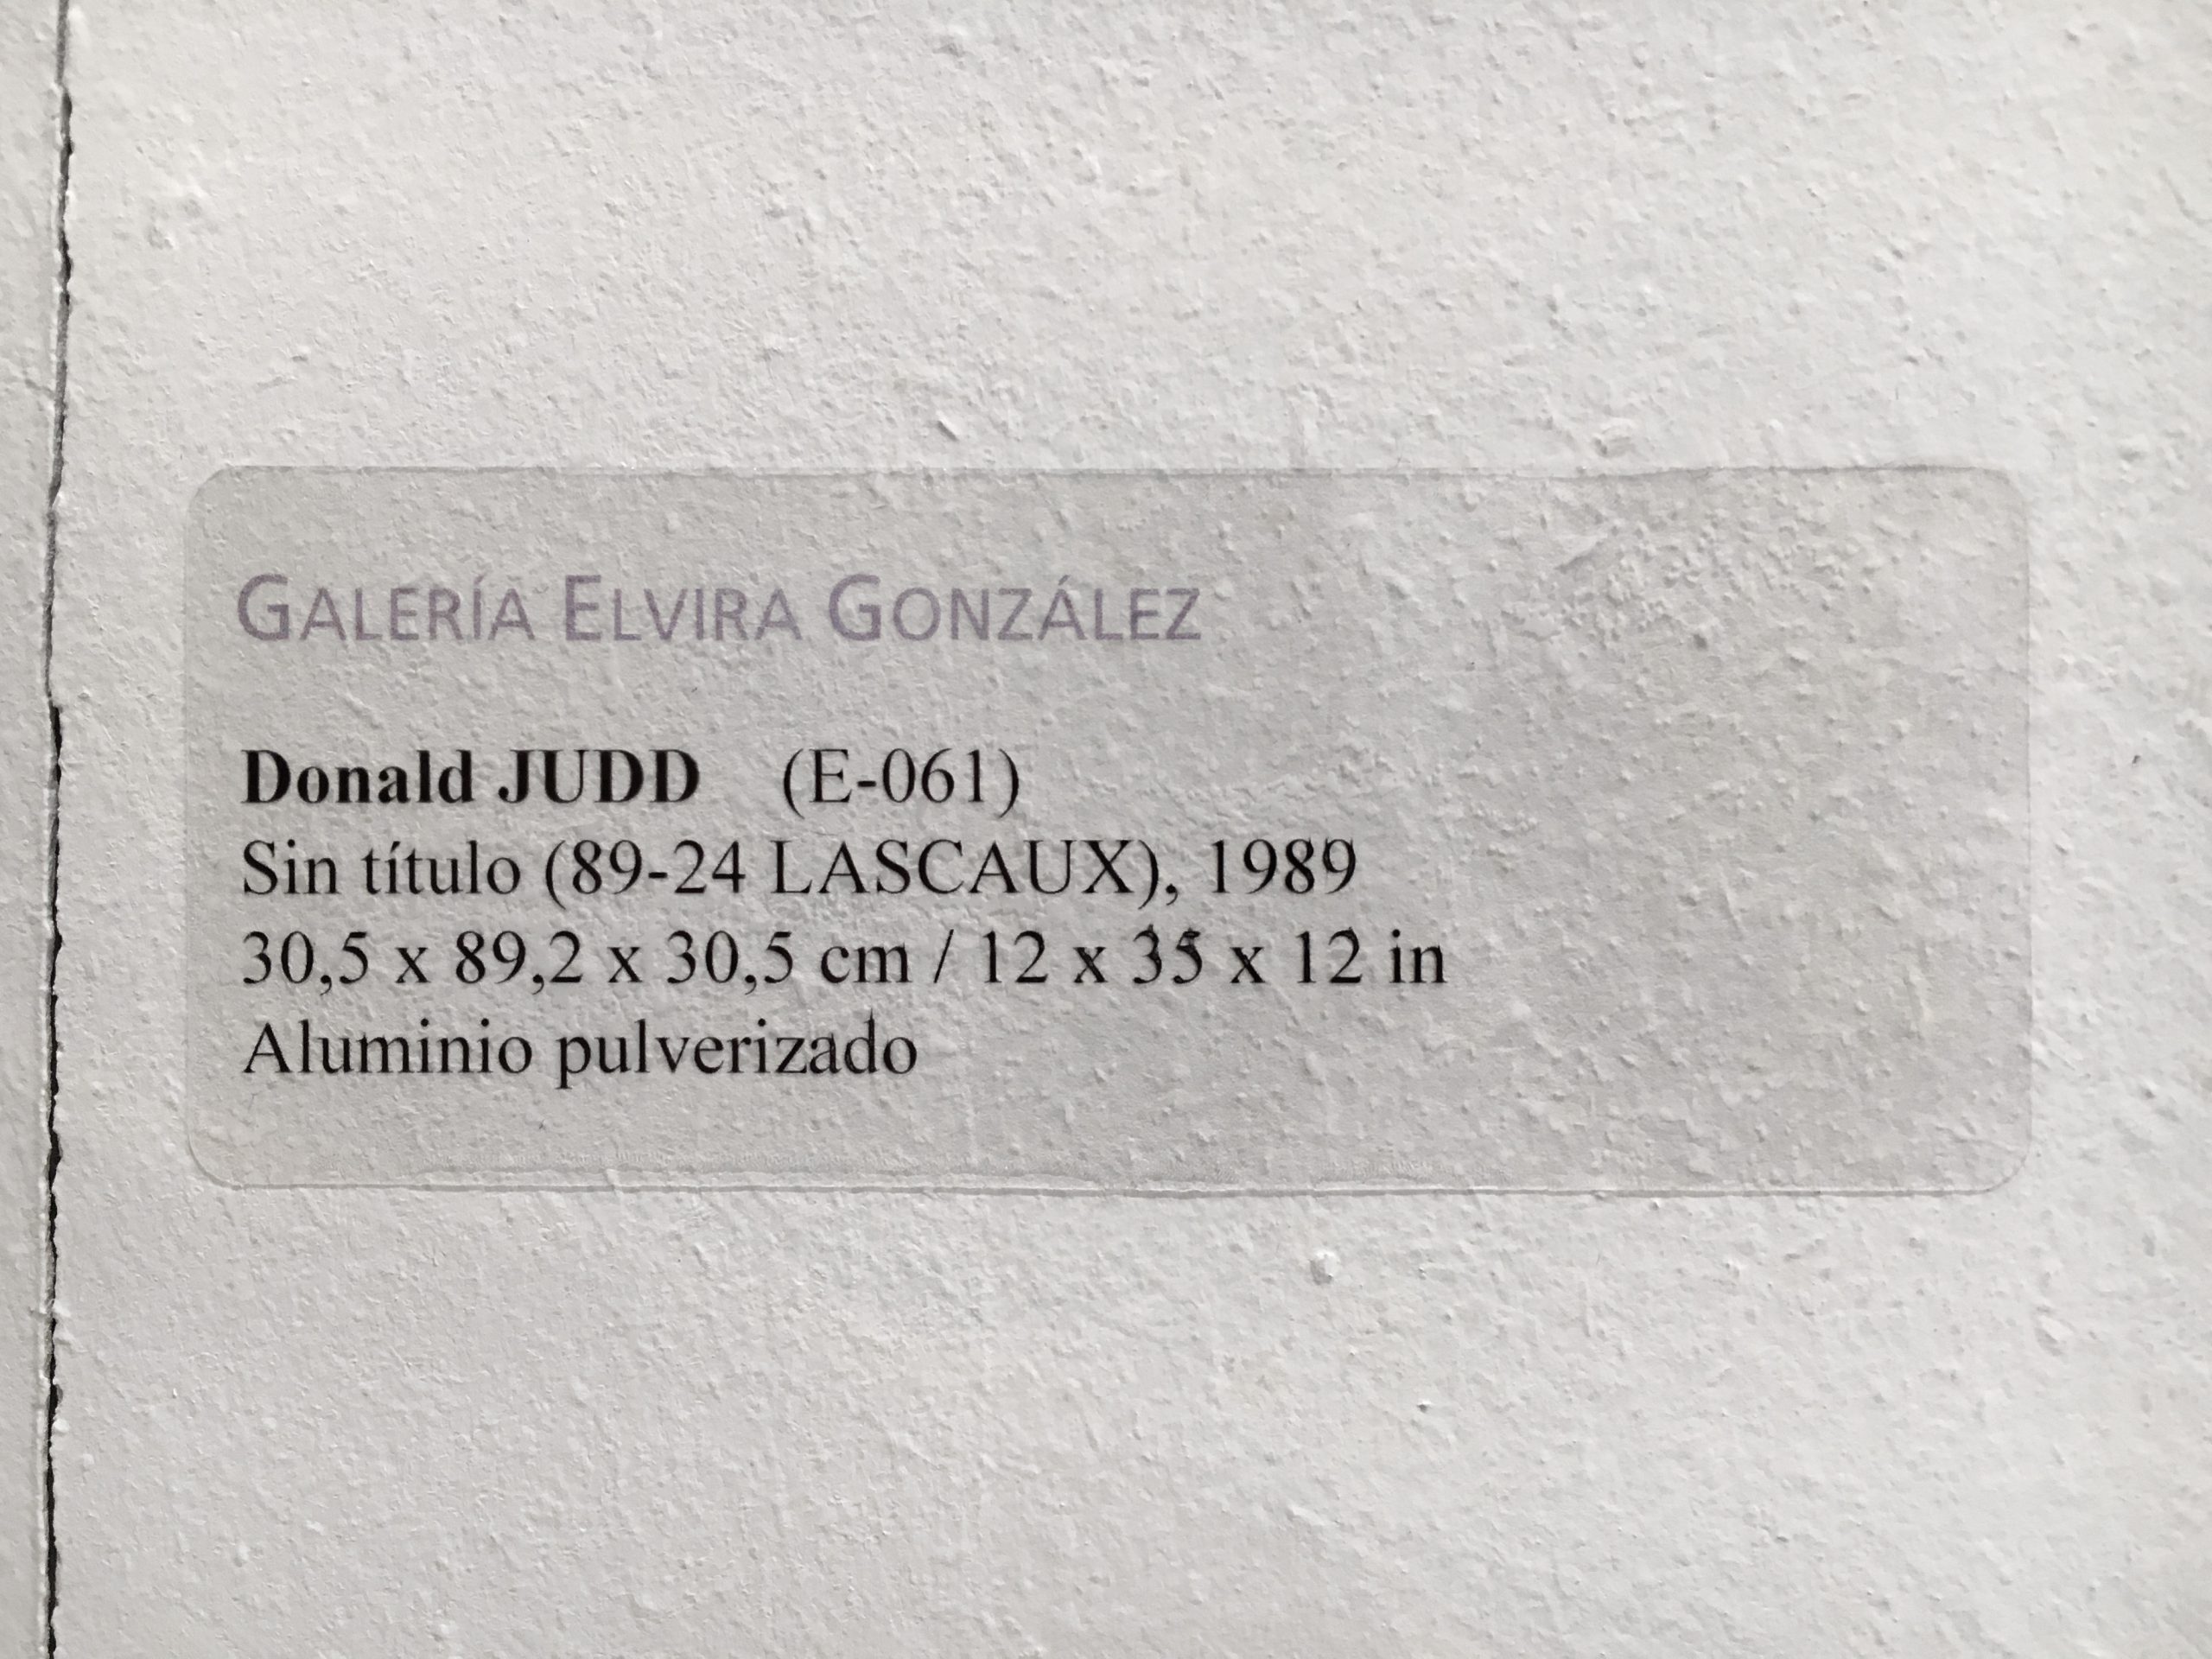 GALERÍA ELVIRA GONZÁLEZ
Donald JUDD (E-061)
Sin título (89-24 LASCAUX), 1989
30,5 x 89,2 x 30,5 cm / 12 x 35 x 12 in
Aluminio pulverizado